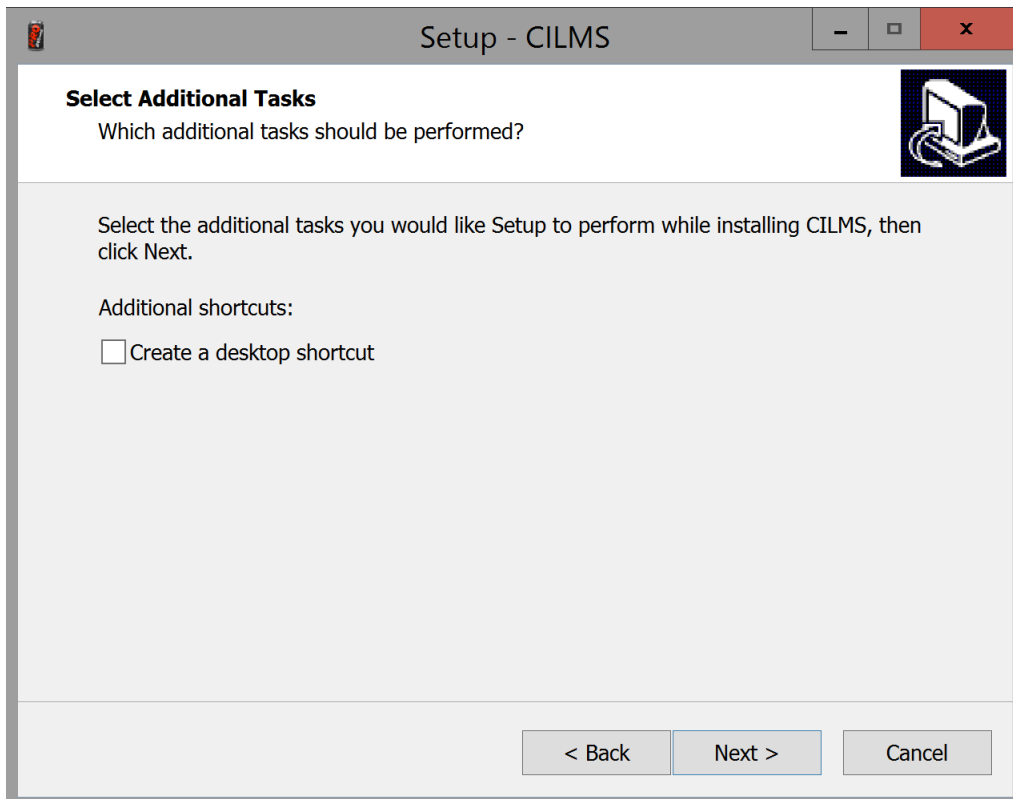 Setup - CILMS
Select Additional Tasks
Which additional tasks should be performed?
Select the additional tasks you would like Setup to perform while installing CILMS, then
click Next.
Additional shortcuts:
Create a desktop shortcut
< Back
Next >
Cancel